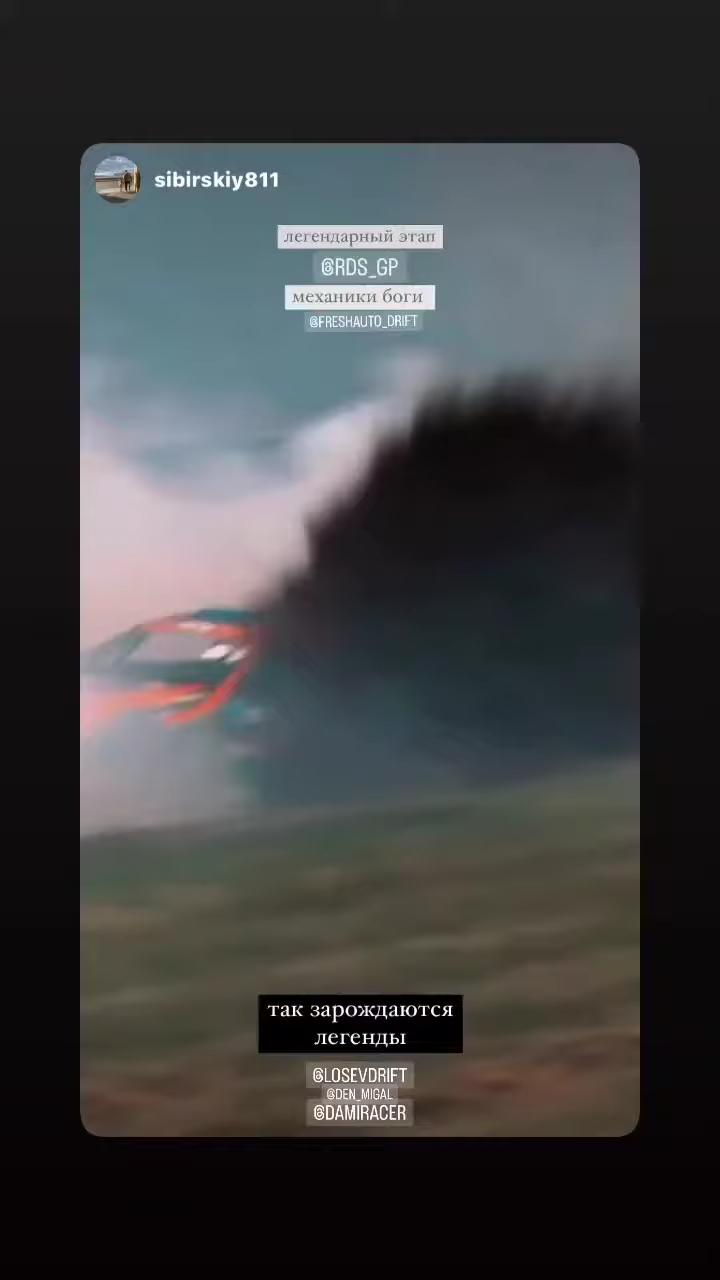 sibirskiy811
легендарный этап
@RDS_GP
механики боги
@FRESHAUTO_DRIFT
так зарождаются
легенды
@LOSEVDRIFT
@DEN_MIGAL
@DAMIRACER